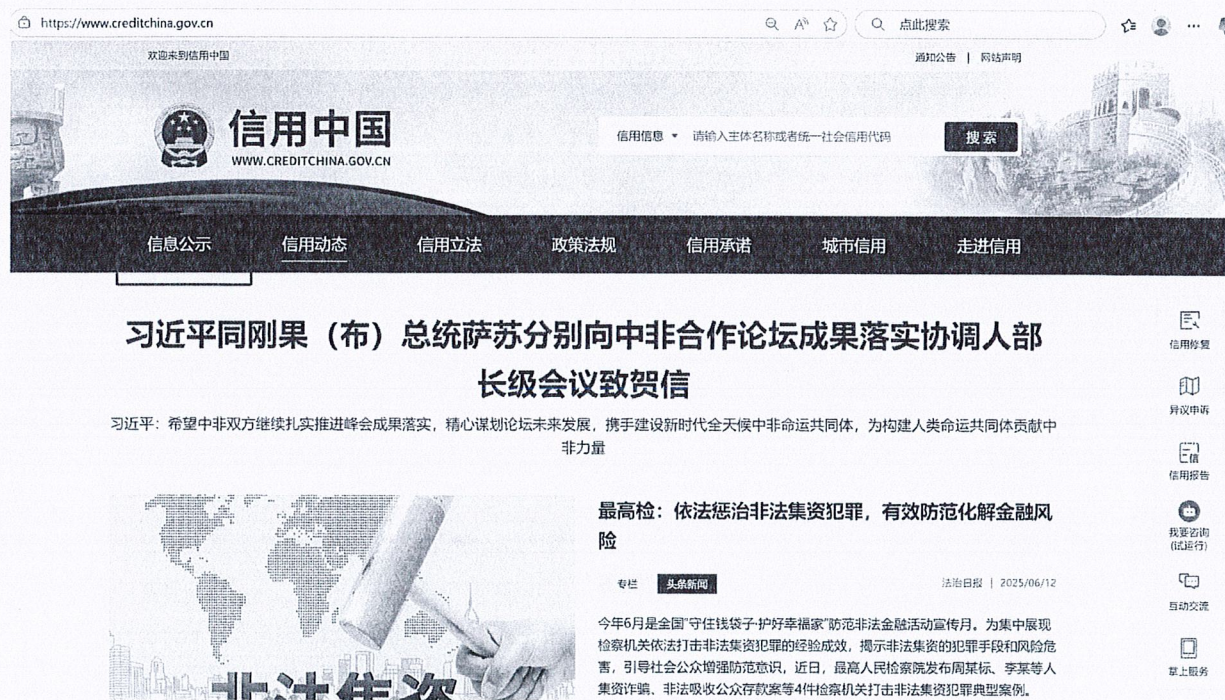 https://www.creditchina.gov.cn
点此搜索
欢迎来到信用中国
通知公告 | 网站声明
信用中国
WWW.CREDITCHINA.GOV.CN
信用信息 请输入主体名称或者统一社会信用代码 搜索
信息公示 信用动态 信用立法 政策法规 信用承诺 城市信用 走进信用
习近平同刚果（布）总统萨苏分别向中非合作论坛成果落实协调人部
长级会议致贺信
习近平：希望中非双方继续扎实推进峰会成果落实，精心谋划论坛未来发展，携手建设新时代全天候中非命运共同体，为构建人类命运共同体贡献中
非力量
最高检：依法惩治非法集资犯罪，有效防范化解金融风
险
专栏 头条新闻 法治日报 | 2025/06/12
今年6月是全国"守住钱袋子·护好幸福家"防范非法金融活动宣传月。为集中展现
检察机关依法打击非法集资犯罪的经验成效，揭示非法集资的犯罪手段和风险危
害，引导社会公众增强防范意识，近日，最高人民检察院发布周某标、李某等人
集资诈骗、非法吸收公众存款案等4件检察机关打击非法集资犯罪典型案例。
非法集资
信用修复
异议申诉
信用报告
我要咨询
(试运行)
互动交流
掌上服务